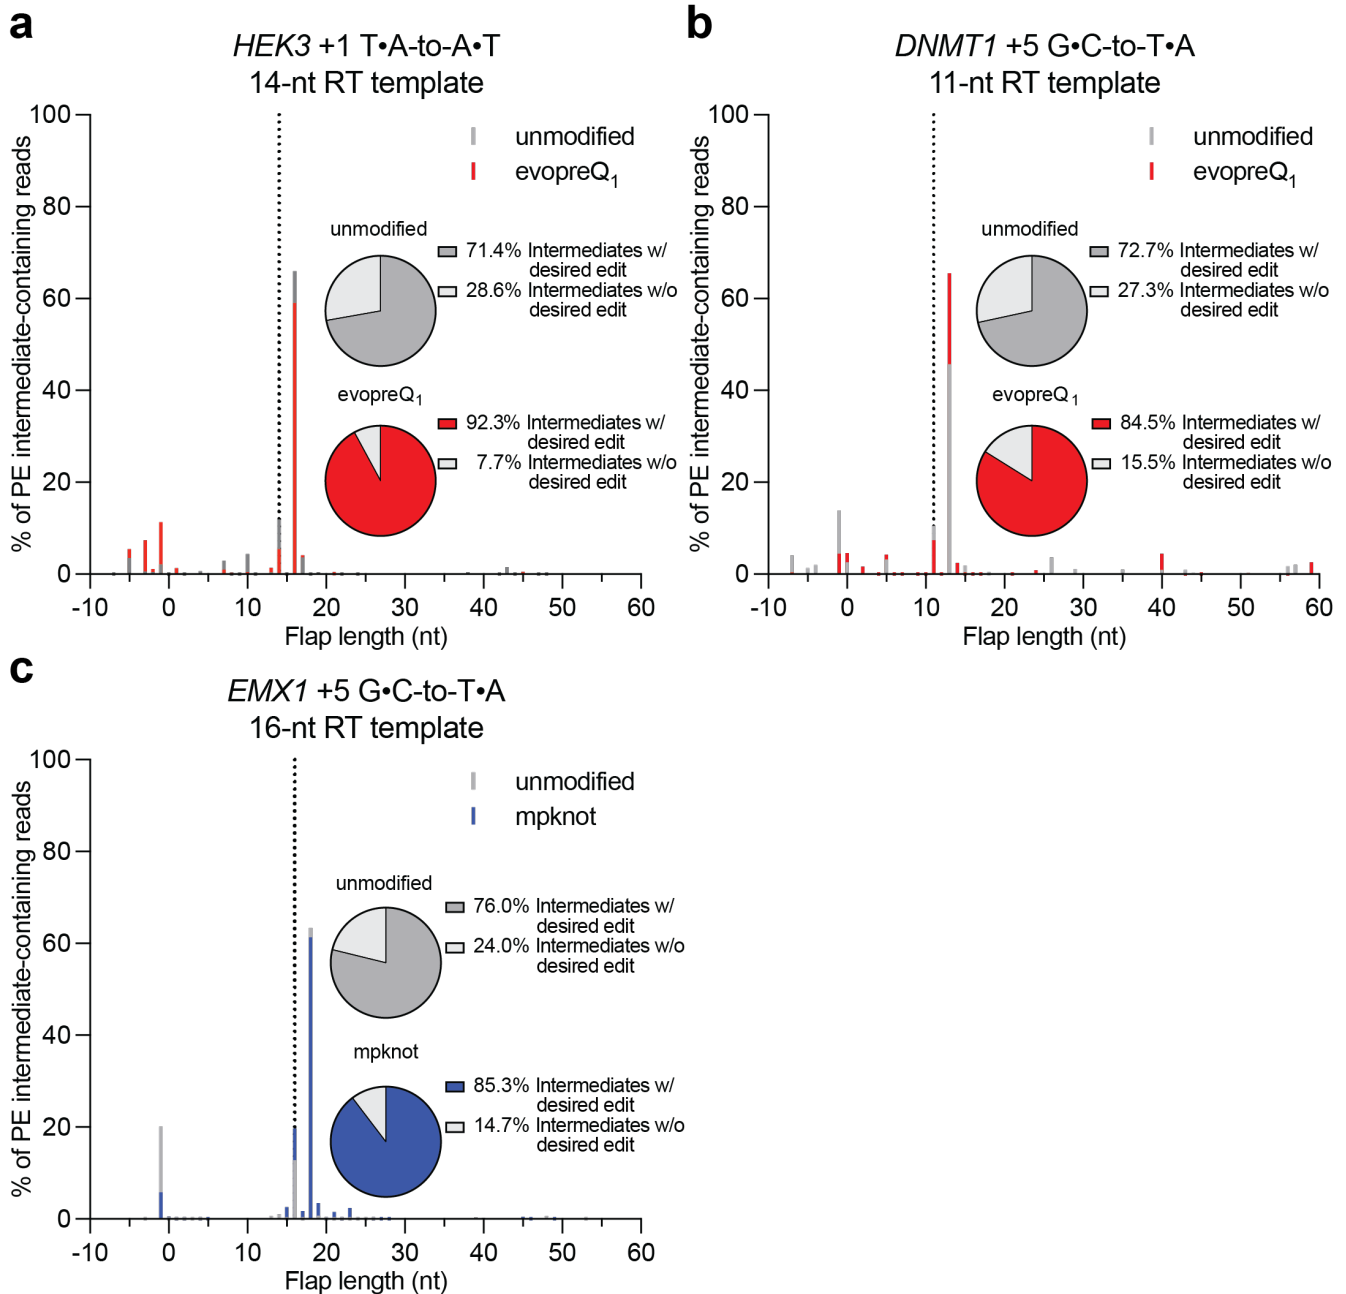 a
HEK3 +1 T•A-to-A•T
14-nt RT template
% of PE intermediate-containing reads
100
80
60
40
20
0
-10 0 10 20 30 40 50 60
Flap length (nt)
unmodified
evopreQ1
unmodified
71.4% Intermediates w/
desired edit
28.6% Intermediates w/o
desired edit
evopreQ1
92.3% Intermediates w/
desired edit
7.7% Intermediates w/o
desired edit
b
DNMT1 +5 G•C-to-T•A
11-nt RT template
% of PE intermediate-containing reads
100
80
60
40
20
0
-10 0 10 20 30 40 50 60
Flap length (nt)
unmodified
evopreQ1
unmodified
72.7% Intermediates w/
desired edit
27.3% Intermediates w/o
desired edit
evopreQ1
84.5% Intermediates w/
desired edit
15.5% Intermediates w/o
desired edit
c
EMX1 +5 G•C-to-T•A
16-nt RT template
% of PE intermediate-containing reads
100
80
60
40
20
0
-10 0 10 20 30 40 50 60
Flap length (nt)
unmodified
mpknot
unmodified
76.0% Intermediates w/
desired edit
24.0% Intermediates w/o
desired edit
mpknot
85.3% Intermediates w/
desired edit
14.7% Intermediates w/o
desired edit